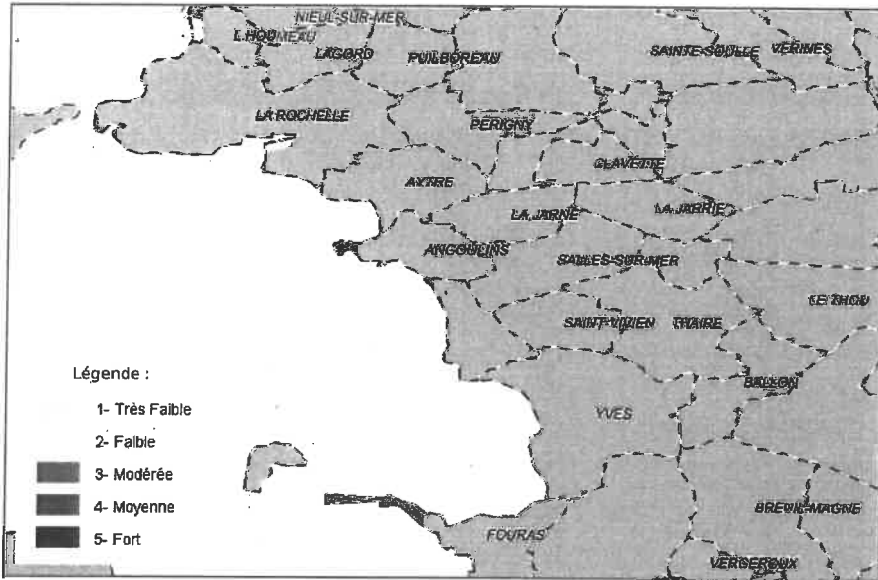 NIEUL-SUR-MER
L'HOUMEAU
LAGORD
PUILBOREAU
SAINTE-SOULLE
VERINES
LA ROCHELLE
PERIGNY
CLAVETTE
AYTRE
LA JARNE
LA JARRIE
ANGOULINS
SALLES-SUR-MER
LE THOU
SAINT-VIVIEN
THAIRE
BALLON
YVES
Légende :
1- Très Faible
2- Faible
3- Modérée
4- Moyenne
5- Fort
BREUIL-MAGNE
FOURAS
VERGEROUX